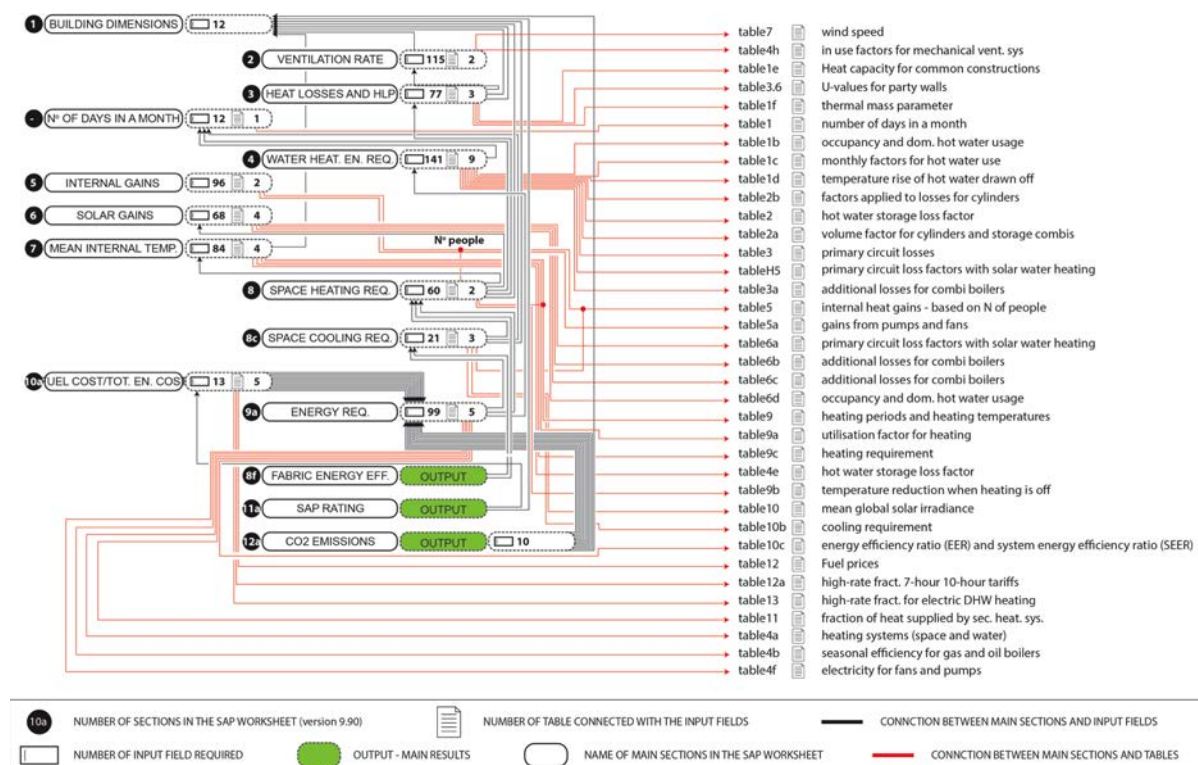 1 BUILDING DIMENSIONS 12
2 VENTILATION RATE 115 2
3 HEAT LOSSES AND HLP 77 3
- Nº OF DAYS IN A MONTH 12 1
4 WATER HEAT. EN. REQ. 141 9
5 INTERNAL GAINS 96 2
6 SOLAR GAINS 68 4
7 MEAN INTERNAL TEMP. 84 4
Nº people
8 SPACE HEATING REQ. 60 2
8c SPACE COOLING REQ. 21 3
10a UEL COST/TOT. EN. COS 13 5
9a ENERGY REQ. 99 5
8f FABRIC ENERGY EFF. OUTPUT
11a SAP RATING OUTPUT
12a CO2 EMISSIONS OUTPUT 10
table7 wind speed
table4h in use factors for mechanical vent. sys
table1e Heat capacity for common constructions
table3.6 U-values for party walls
table1f thermal mass parameter
table1 number of days in a month
table1b occupancy and dom. hot water usage
table1c monthly factors for hot water use
table1d temperature rise of hot water drawn off
table2b factors applied to losses for cylinders
table2 hot water storage loss factor
table2a volume factor for cylinders and storage combis
table3 primary circuit losses
tableH5 primary circuit loss factors with solar water heating
table3a additional losses for combi boilers
table5 internal heat gains - based on N of people
table5a gains from pumps and fans
table6a primary circuit loss factors with solar water heating
table6b additional losses for combi boilers
table6c additional losses for combi boilers
table6d occupancy and dom. hot water usage
table9 heating periods and heating temperatures
table9a utilisation factor for heating
table9c heating requirement
table4e hot water storage loss factor
table9b temperature reduction when heating is off
table10 mean global solar irradiance
table10b cooling requirement
table10c energy efficiency ratio (EER) and system energy efficiency ratio (SEER)
table12 Fuel prices
table12a high-rate fract. 7-hour 10-hour tariffs
table13 high-rate fract. for electric DHW heating
table11 fraction of heat supplied by sec. heat. sys.
table4a heating systems (space and water)
table4b seasonal efficiency for gas and oil boilers
table4f electricity for fans and pumps
10a NUMBER OF SECTIONS IN THE SAP WORKSHEET (version 9.90)
NUMBER OF TABLE CONNECTED WITH THE INPUT FIELDS
CONNCTION BETWEEN MAIN SECTIONS AND INPUT FIELDS
NUMBER OF INPUT FIELD REQUIRED
OUTPUT - MAIN RESULTS
NAME OF MAIN SECTIONS IN THE SAP WORKSHEET
CONNCTION BETWEEN MAIN SECTIONS AND TABLES